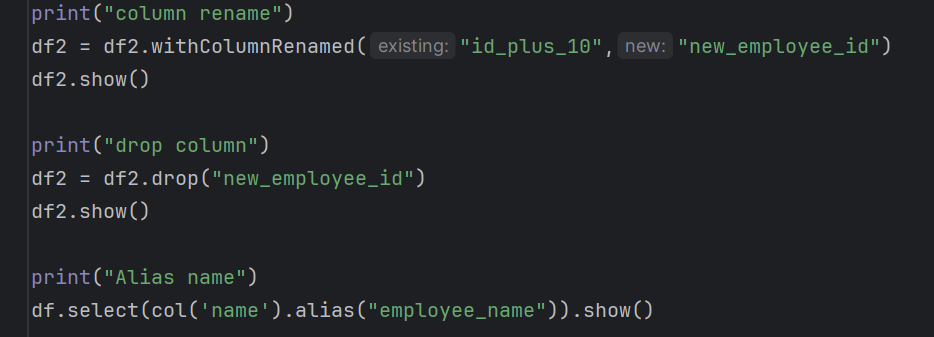 print("column rename")
df2 = df2.withColumnRenamed( existing: "id_plus_10", new: "new_employee_id")
df2.show()
print("drop column")
df2 = df2.drop("new_employee_id")
df2.show()
print("Alias name")
df.select(col('name').alias("employee_name")).show()